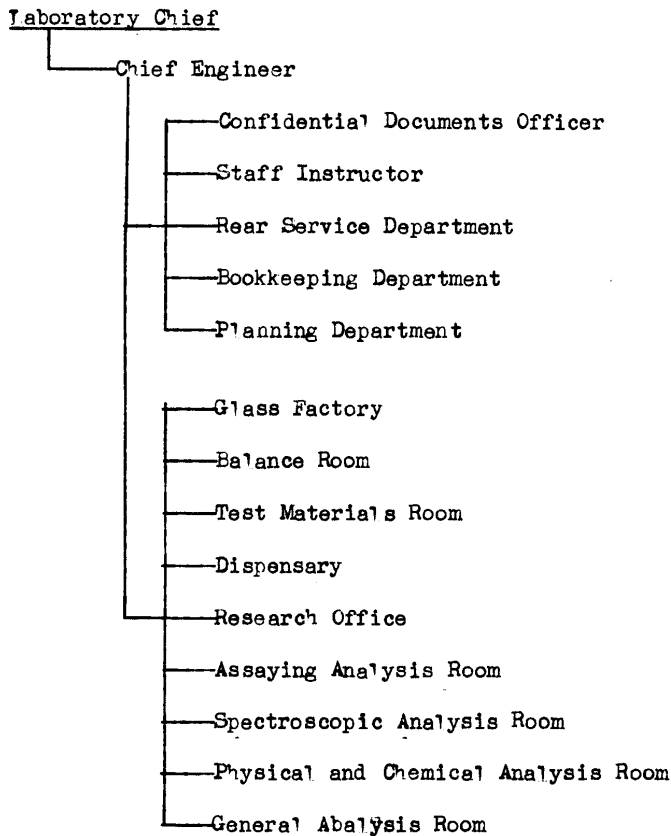 Laboratory Chief
Chief Engineer
Confidential Documents Officer
Staff Instructor
Rear Service Department
Bookkeeping Department
Planning Department
Glass Factory
Balance Room
Test Materials Room
Dispensary
Research Office
Assaying Analysis Room
Spectroscopic Analysis Room
Physical and Chemical Analysis Room
General Abalysis Room